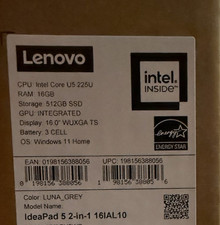 Lenovo
intel.
INSIDE™
CPU: Intel Core U5 225U
RAM: 16GB
Storage: 512GB SSD
GPU: INTEGRATED
Display: 16.0" WUXGA TS
Battery: 3 CELL
OS: Windows 11 Home
ENERGY STAR
EAN: 0198156388056
UPC: 198156388056
Color: LUNA_GREY
Model Name:
IdeaPad 5 2-in-1 16IAL10